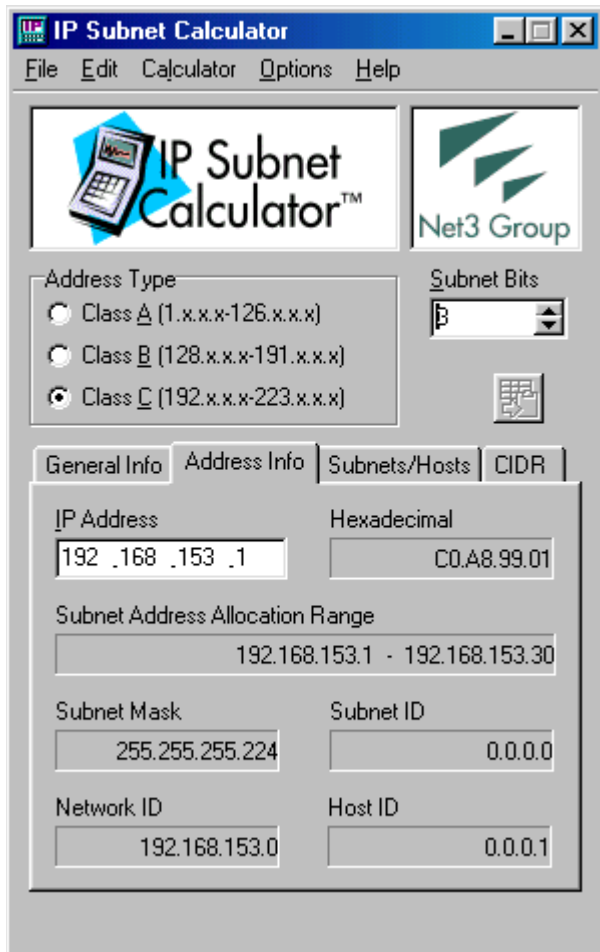 IP Subnet Calculator
File Edit Calculator Options Help
IP Subnet
Calculator™
Net3 Group
Address Type
Class A (1.x.x.x-126.x.x.x)
Class B (128.x.x.x-191.x.x.x)
Class C (192.x.x.x-223.x.x.x)
Subnet Bits
3
General Info Address Info Subnets/Hosts CIDR
IP Address Hexadecimal
192 .168 .153 .1 C0.A8.99.01
Subnet Address Allocation Range
192.168.153.1 - 192.168.153.30
Subnet Mask Subnet ID
255.255.255.224 0.0.0.0
Network ID Host ID
192.168.153.0 0.0.0.1